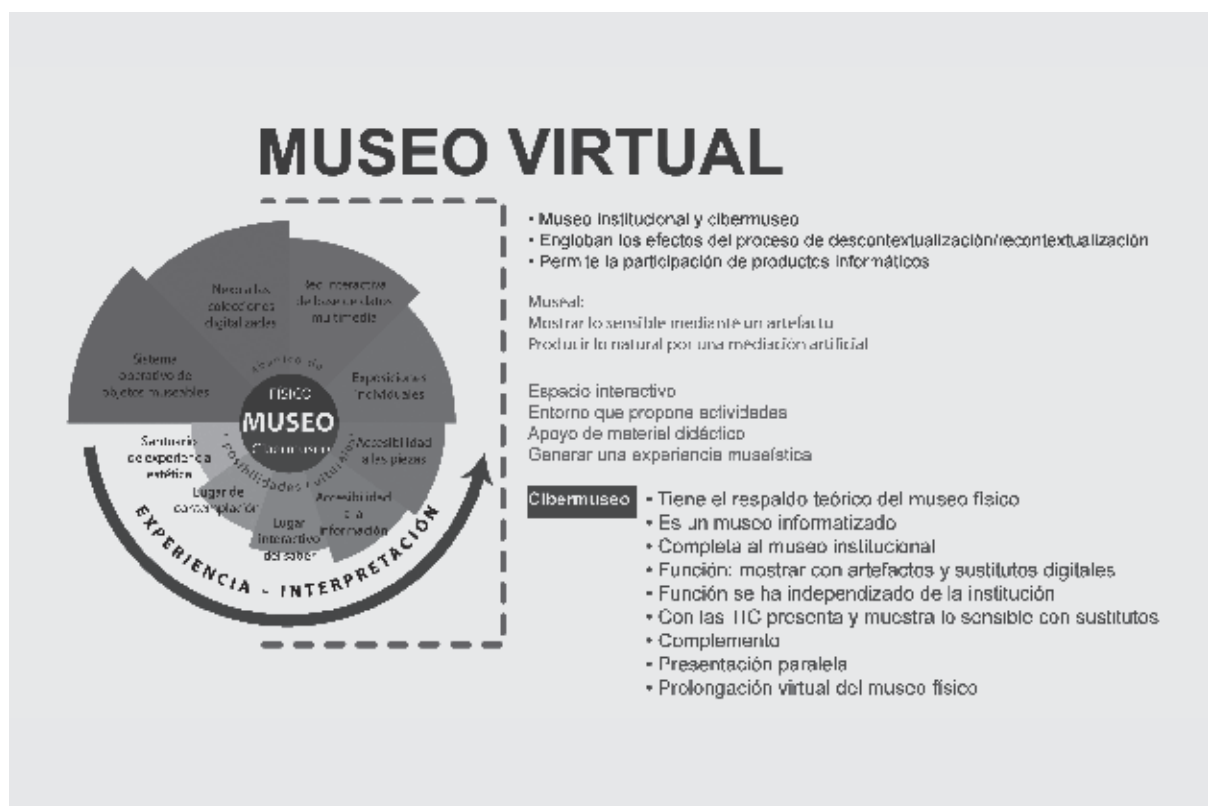 MUSEO VIRTUAL
• Museo institucional y cibermuseo
• Engloban los efectos del proceso de descontextualización/recontextualización
• Permite la participación de productos informáticos
Museal:
Mostrar lo sensible mediante un artefacto
Producir lo natural por una mediación artificial
Espacio interactivo
Entorno que propone actividades
Apoyo de material didáctico
Generar una experiencia museística
Cibermuseo
• Tiene el respaldo teórico del museo físico
• Es un museo informatizado
• Completa al museo institucional
• Función: mostrar con artefactos y sustitutos digitales
• Función se ha independizado de la institución
• Con las TIC presenta y muestra lo sensible con sustitutos
• Complemento
• Presentación paralela
• Prolongación virtual del museo físico
Nexo a las
colecciones
digitalizadas
Red interactiva
de base de datos
multimedia
Sistema
operativo de
objetos museables
Exposiciones
individuales
FÍSICO
MUSEO
Cibermuseo
posibilidades culturales
Santuario
de experiencia
estética
Accesibilidad
a las piezas
Lugar de
contemplación
Accesibilidad
a la
información
Lugar
interactivo
del saber
EXPERIENCIA - INTERPRETACIÓN